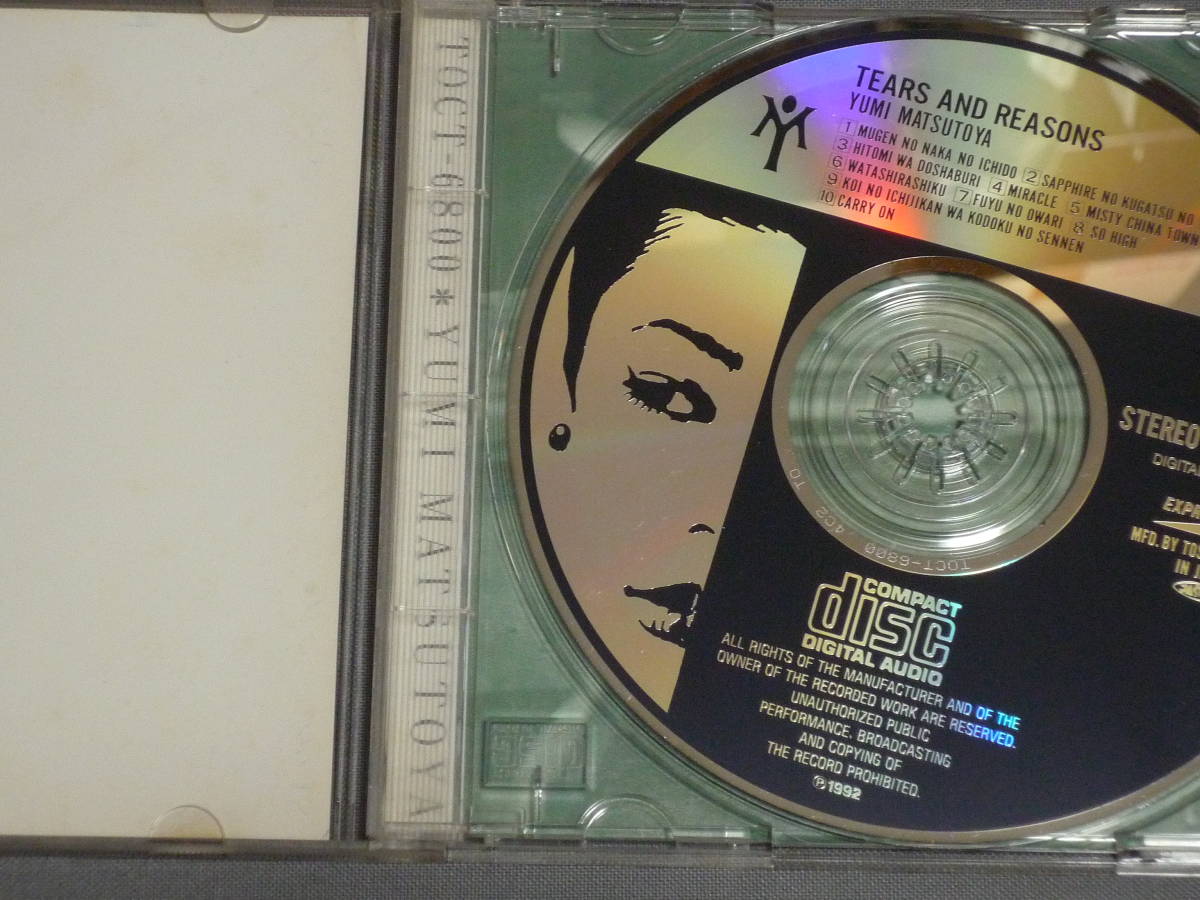 TOCT-6800*YUMI MATSUTOYA
TEARS AND REASONS
YUMI MATSUTOYA
1 MUGEN NO NAKA NO ICHIDO 2 SAPPHIRE NO KUGATSU NO
3 HITOMI WA DOSHABURI 4 MIRACLE 5 MISTY CHINA TOWN
6 WATASHIRASHIKU 7 FUYU NO OWARI 8 SO HIGH
9 KOI NO ICHIJIKAN WA KODOKU NO SENNEN
10 CARRY ON
STEREO
DIGITAL
MFD. BY
IN
TOCT-6800 4C2 TO
COMPACT
disc
DIGITAL AUDIO
ALL RIGHTS OF THE MANUFACTURER AND OF THE
OWNER OF THE RECORDED WORK ARE RESERVED.
UNAUTHORIZED PUBLIC
PERFORMANCE, BROADCASTING
AND COPYING OF
THE RECORD PROHIBITED.
℗1992